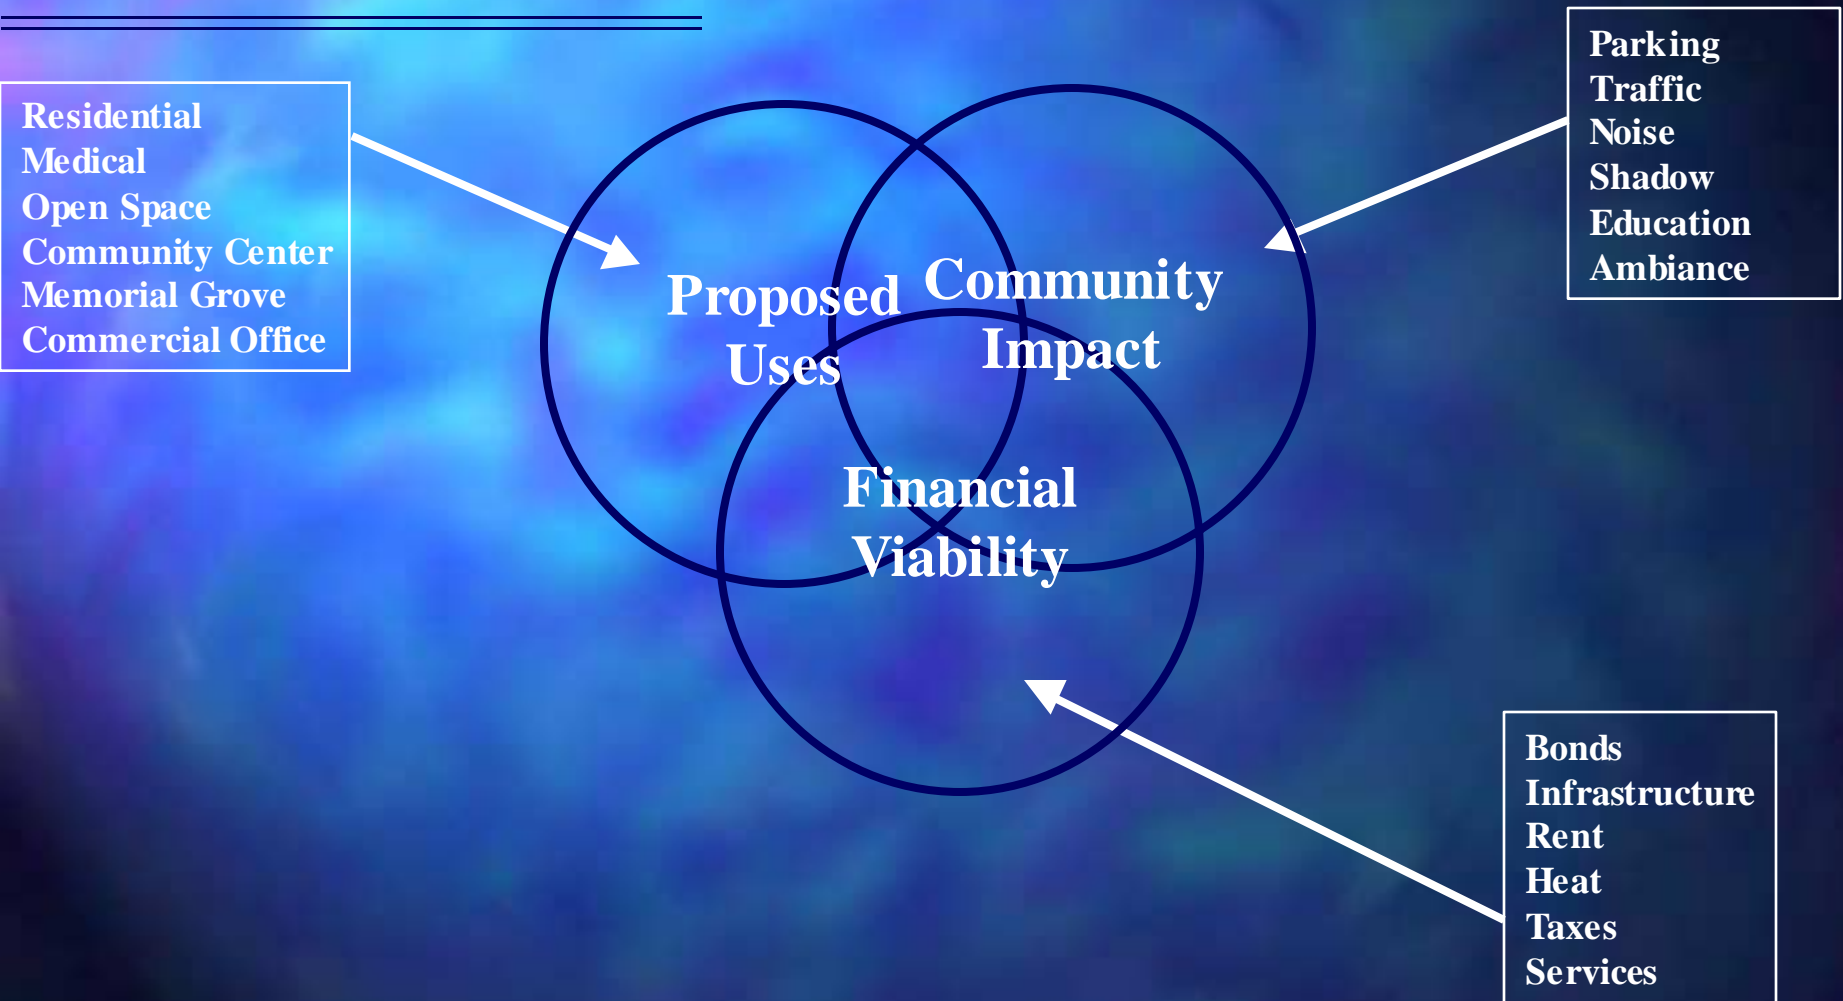 Residential
Medical
Open Space
Community Center
Memorial Grove
Commercial Office
Proposed
Uses
Community
Impact
Financial
Viability
Parking
Traffic
Noise
Shadow
Education
Ambiance
Bonds
Infrastructure
Rent
Heat
Taxes
Services